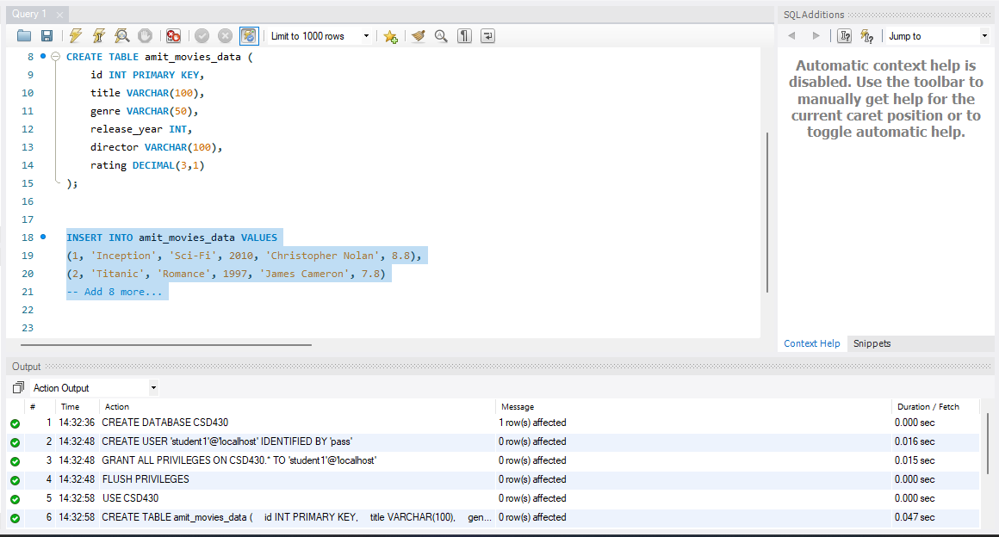 Query 1
SQLAdditions
Limit to 1000 rows
Jump to
8 CREATE TABLE amit_movies_data (
9 id INT PRIMARY KEY,
10 title VARCHAR(100),
11 genre VARCHAR(50),
12 release_year INT,
13 director VARCHAR(100),
14 rating DECIMAL(3,1)
15 );
16
17
18 INSERT INTO amit_movies_data VALUES
19 (1, 'Inception', 'Sci-Fi', 2010, 'Christopher Nolan', 8.8),
20 (2, 'Titanic', 'Romance', 1997, 'James Cameron', 7.8)
21 -- Add 8 more...
22
23
Automatic context help is
disabled. Use the toolbar to
manually get help for the
current caret position or to
toggle automatic help.
Context Help Snippets
Output
Action Output
# Time Action Message Duration / Fetch
1 14:32:36 CREATE DATABASE CSD430 1 row(s) affected 0.000 sec
2 14:32:48 CREATE USER 'student1'@'localhost' IDENTIFIED BY 'pass' 0 row(s) affected 0.016 sec
3 14:32:48 GRANT ALL PRIVILEGES ON CSD430.* TO 'student1'@'localhost' 0 row(s) affected 0.015 sec
4 14:32:48 FLUSH PRIVILEGES 0 row(s) affected 0.000 sec
5 14:32:58 USE CSD430 0 row(s) affected 0.000 sec
6 14:32:58 CREATE TABLE amit_movies_data ( id INT PRIMARY KEY, title VARCHAR(100), gen... 0 row(s) affected 0.047 sec